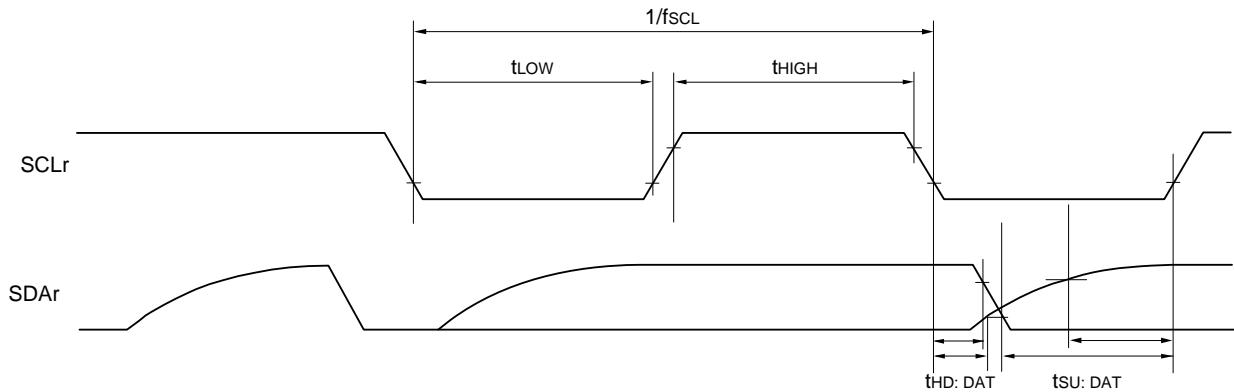 1/fSCL
tLOW
tHIGH
SCLr
SDAr
tHD: DAT
tSU: DAT